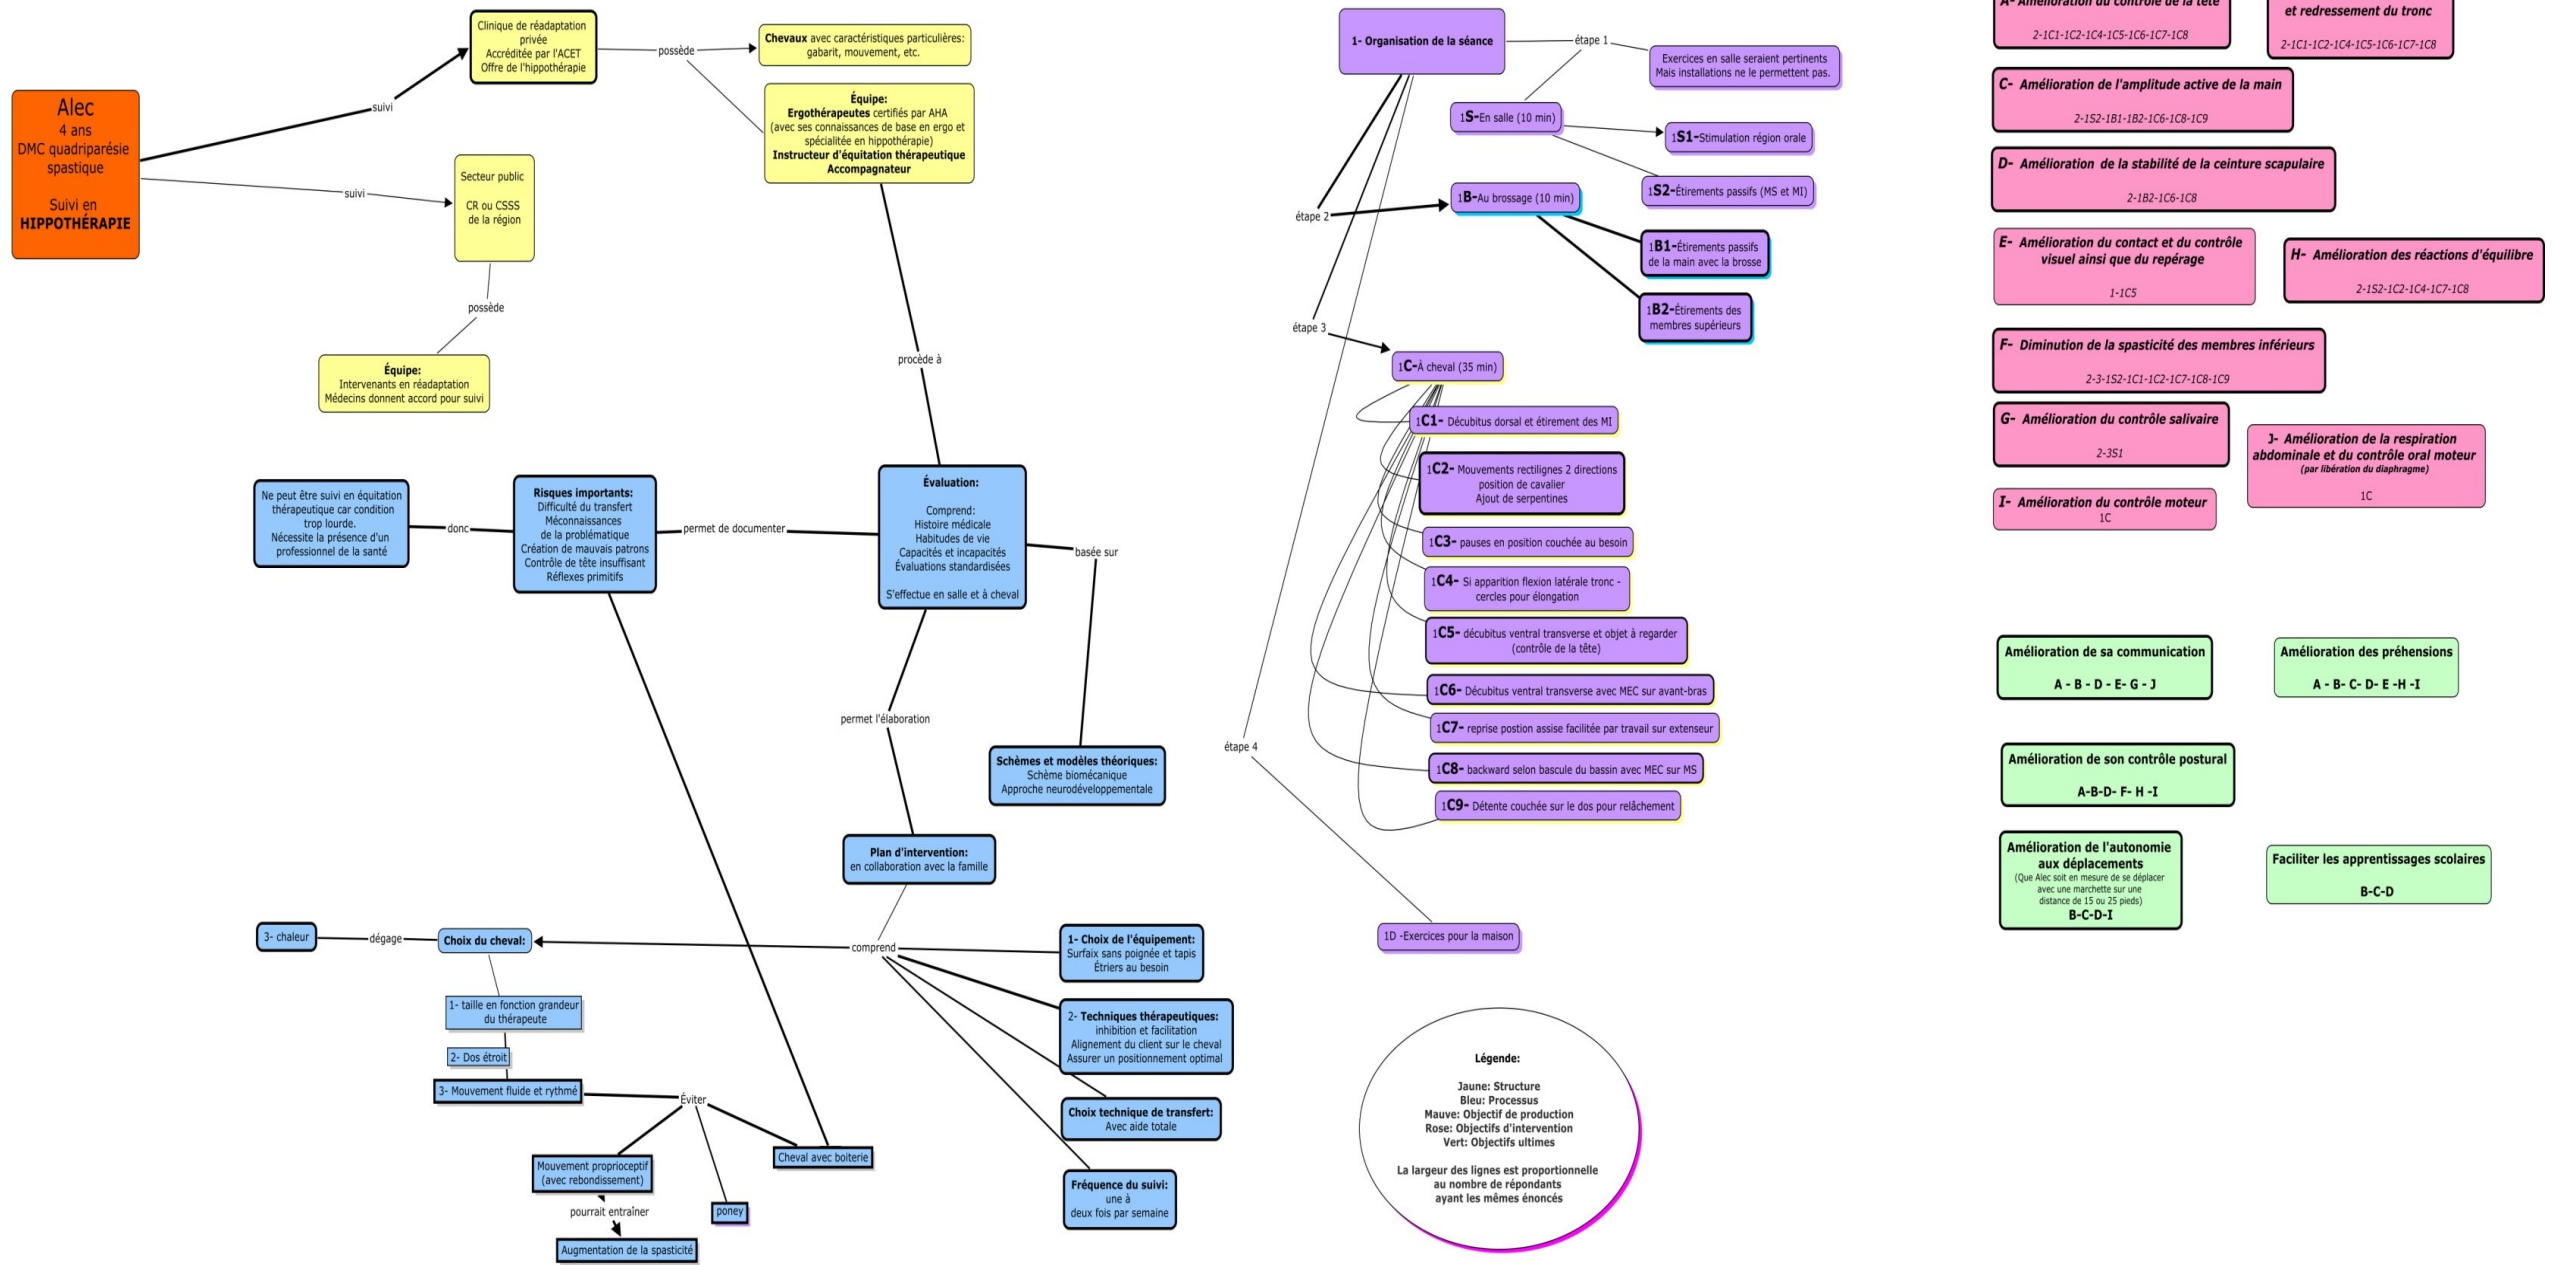 Alec
4 ans
DMC quadriparésie
spastique
Suivi en
HIPPOTHÉRAPIE
suivi
suivi
Clinique de réadaptation
privée
Accréditée par l'ACET
Offre de l'hippothérapie
possède
Chevaux avec caractéristiques particulières:
gabarit, mouvement, etc.
Équipe:
Ergothérapeutes certifiés par AHA
(avec ses connaissances de base en ergo et
spécialitée en hippothérapie)
Instructeur d'équitation thérapeutique
Accompagnateur
Secteur public
CR ou CSSS
de la région
possède
Équipe:
Intervenants en réadaptation
Médecins donnent accord pour suivi
procède à
Évaluation:
Comprend:
Histoire médicale
Habitudes de vie
Capacités et incapacités
Évaluations standardisées
S'effectue en salle et à cheval
permet de documenter
Risques importants:
Difficulté du transfert
Méconnaissances
de la problématique
Création de mauvais patrons
Contrôle de tête insuffisant
Réflexes primitifs
donc
Ne peut être suivi en équitation
thérapeutique car condition
trop lourde.
Nécessite la présence d'un
professionnel de la santé
basée sur
Schèmes et modèles théoriques:
Schème biomécanique
Approche neurodéveloppementale
permet l'élaboration
Plan d'intervention:
en collaboration avec la famille
comprend
Choix du cheval:
dégage
3- chaleur
1- taille en fonction grandeur
du thérapeute
2- Dos étroit
3- Mouvement fluide et rythmé
Éviter
Mouvement proprioceptif
(avec rebondissement)
pourrait entraîner
Augmentation de la spasticité
poney
Cheval avec boiterie
1- Choix de l'équipement:
Surfaix sans poignée et tapis
Étriers au besoin
2- Techniques thérapeutiques:
inhibition et facilitation
Alignement du client sur le cheval
Assurer un positionnement optimal
Choix technique de transfert:
Avec aide totale
Fréquence du suivi:
une à
deux fois par semaine
1- Organisation de la séance
étape 1
Exercices en salle seraient pertinents
Mais installations ne le permettent pas.
1S-En salle (10 min)
1S1-Stimulation région orale
1S2-Étirements passifs (MS et MI)
étape 2
1B-Au brossage (10 min)
1B1-Étirements passifs
de la main avec la brosse
1B2-Étirements des
membres supérieurs
étape 3
1C-À cheval (35 min)
1C1- Décubitus dorsal et étirement des MI
1C2- Mouvements rectilignes 2 directions
position de cavalier
Ajout de serpentines
1C3- pauses en position couchée au besoin
1C4- Si apparition flexion latérale tronc -
cercles pour élongation
1C5- décubitus ventral transverse et objet à regarder
(contrôle de la tête)
1C6- Décubitus ventral transverse avec MEC sur avant-bras
1C7- reprise postion assise facilitée par travail sur extenseur
1C8- backward selon bascule du bassin avec MEC sur MS
1C9- Détente couchée sur le dos pour relâchement
étape 4
1D -Exercices pour la maison
Légende:
Jaune: Structure
Bleu: Processus
Mauve: Objectif de production
Rose: Objectifs d'intervention
Vert: Objectifs ultimes
La largeur des lignes est proportionnelle
au nombre de répondants
ayant les mêmes énoncés
A- Amélioration du contrôle de la tête
2-1C1-1C2-1C4-1C5-1C6-1C7-1C8
et redressement du tronc
2-1C1-1C2-1C4-1C5-1C6-1C7-1C8
C- Amélioration de l'amplitude active de la main
2-1S2-1B1-1B2-1C6-1C8-1C9
D- Amélioration de la stabilité de la ceinture scapulaire
2-1B2-1C6-1C8
E- Amélioration du contact et du contrôle
visuel ainsi que du repérage
1-1C5
H- Amélioration des réactions d'équilibre
2-1S2-1C2-1C4-1C7-1C8
F- Diminution de la spasticité des membres inférieurs
2-3-1S2-1C1-1C2-1C7-1C8-1C9
G- Amélioration du contrôle salivaire
2-3S1
J- Amélioration de la respiration
abdominale et du contrôle oral moteur
(par libération du diaphragme)
1C
I- Amélioration du contrôle moteur
1C
Amélioration de sa communication
A - B - D - E- G - J
Amélioration des préhensions
A - B- C- D- E -H -I
Amélioration de son contrôle postural
A-B-D- F- H -I
Amélioration de l'autonomie
aux déplacements
(Que Alec soit en mesure de se déplacer
avec une marchette sur une
distance de 15 ou 25 pieds)
B-C-D-I
Faciliter les apprentissages scolaires
B-C-D